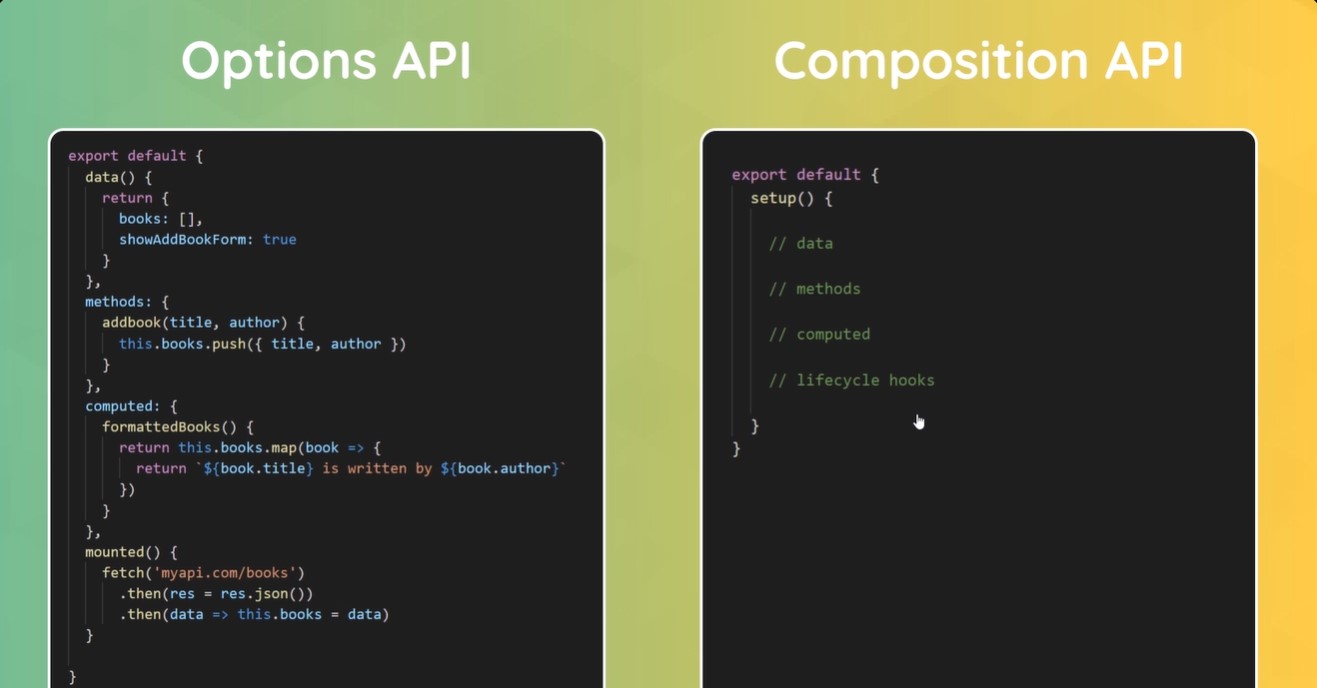 Options API
export default {
  data() {
    return {
      books: [],
      showAddBookForm: true
    }
  },
  methods: {
    addbook(title, author) {
      this.books.push({ title, author })
    }
  },
  computed: {
    formattedBooks() {
      return this.books.map(book => {
        return `${book.title} is written by ${book.author}`
      })
    }
  },
  mounted() {
    fetch('myapi.com/books')
      .then(res = res.json())
      .then(data => this.books = data)
  }

}
Composition API
export default {
  setup() {

    // data

    // methods

    // computed

    // lifecycle hooks

  }
}